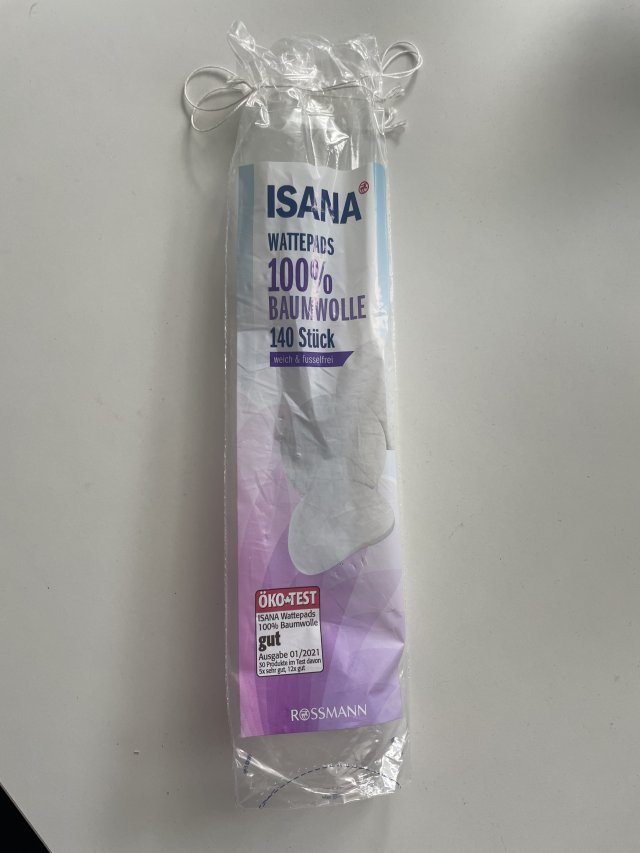 ISANA
WATTEPADS
100%
BAUMWOLLE
140 Stück
weich & fusselfrei
ÖKO TEST
ISANA Wattepads
100% Baumwolle
gut
Ausgabe 01/2021
30 Produkte im Test davon
5x sehr gut, 12x gut
ROSSMANN